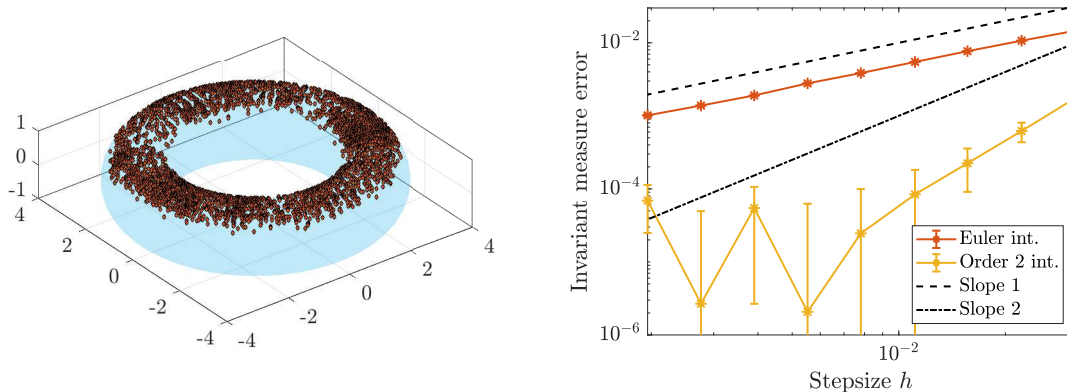 1
0
-1
4
2
0
-2
-4
-4
-2
0
2
4
Invariant measure error
10^{-2}
10^{-4}
10^{-6}
10^{-2}
Stepsize h
Euler int.
Order 2 int.
Slope 1
Slope 2